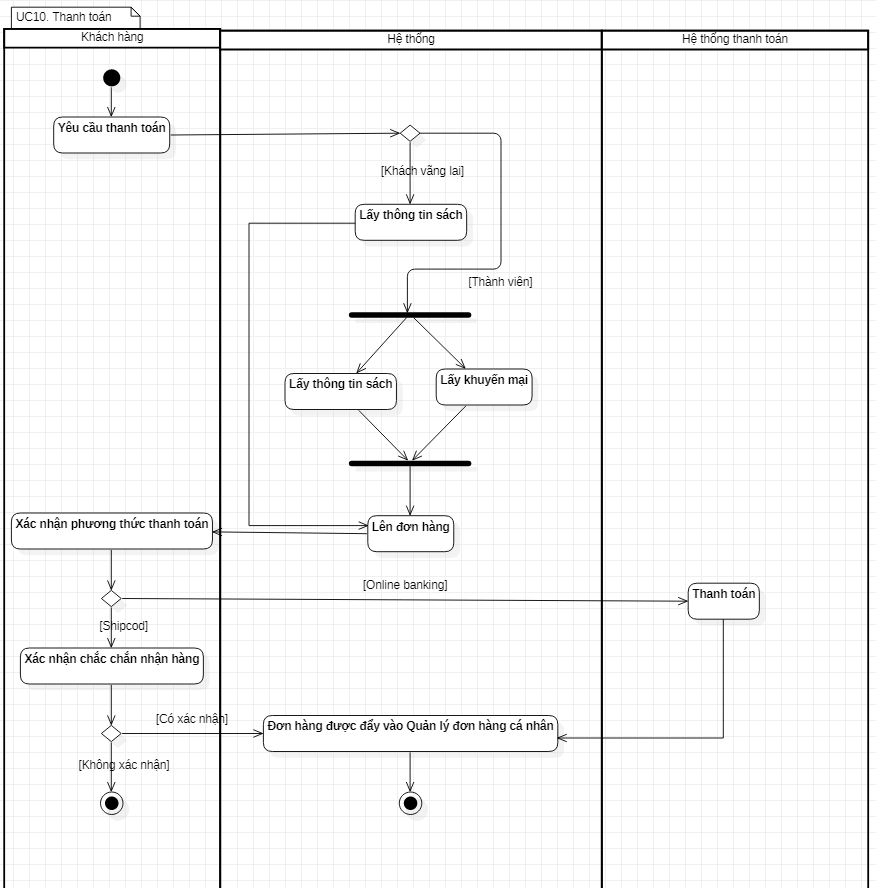 UC10. Thanh toán
Khách hàng
Hệ thống
Hệ thống thanh toán
Yêu cầu thanh toán
[Khách vãng lai]
Lấy thông tin sách
[Thành viên]
Lấy thông tin sách
Lấy khuyến mại
Xác nhận phương thức thanh toán
Lên đơn hàng
[Online banking]
Thanh toán
[Shipcod]
Xác nhận chắc chắn nhận hàng
[Có xác nhận]
Đơn hàng được đẩy vào Quản lý đơn hàng cá nhân
[Không xác nhận]